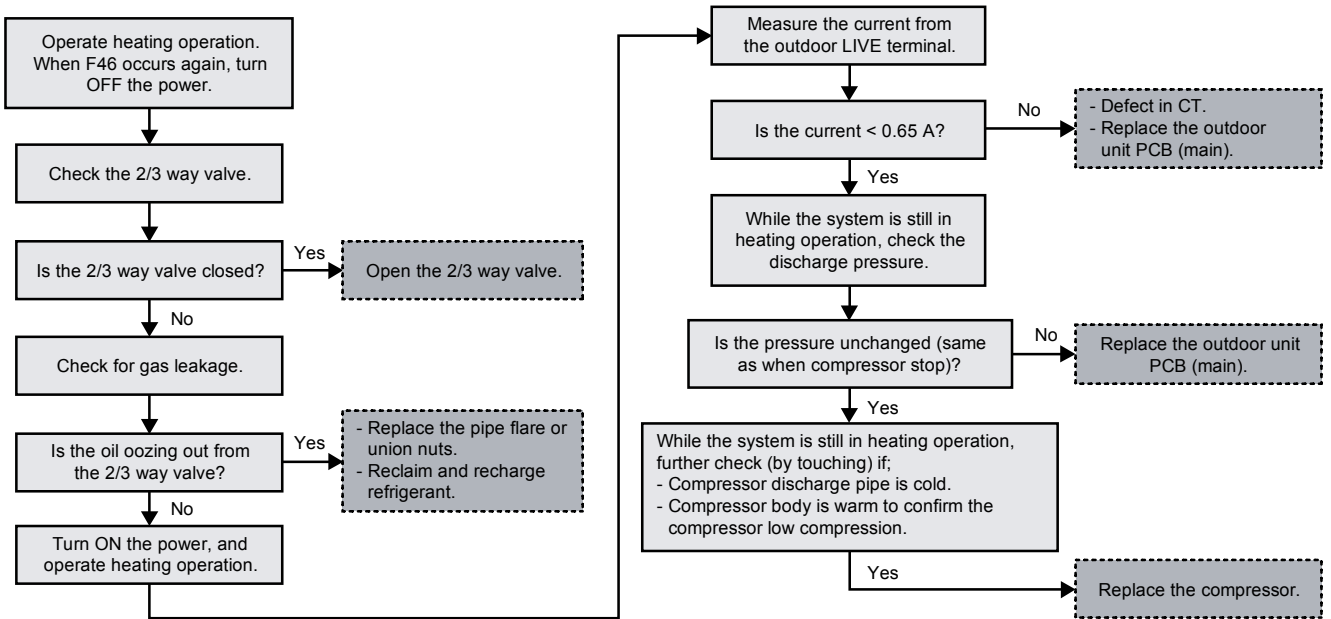 Operate heating operation.
When F46 occurs again, turn
OFF the power.
Check the 2/3 way valve.
Is the 2/3 way valve closed?
Yes
Open the 2/3 way valve.
No
Check for gas leakage.
Is the oil oozing out from
the 2/3 way valve?
Yes
- Replace the pipe flare or
union nuts.
- Reclaim and recharge
refrigerant.
No
Turn ON the power, and
operate heating operation.
Measure the current from
the outdoor LIVE terminal.
Is the current < 0.65 A?
No
- Defect in CT.
- Replace the outdoor
unit PCB (main).
Yes
While the system is still in
heating operation, check the
discharge pressure.
Is the pressure unchanged (same
as when compressor stop)?
No
Replace the outdoor unit
PCB (main).
Yes
While the system is still in heating operation,
further check (by touching) if;
- Compressor discharge pipe is cold.
- Compressor body is warm to confirm the
compressor low compression.
Yes
Replace the compressor.